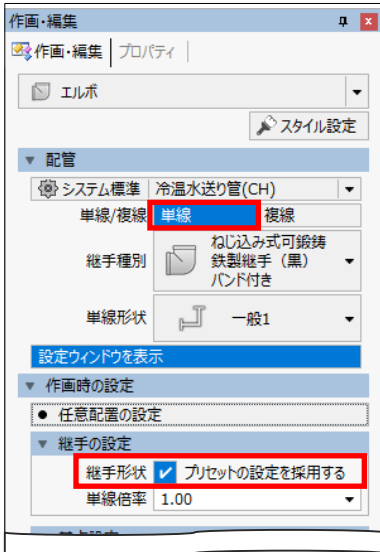 作画・編集
作画・編集 プロパティ
エルボ
スタイル設定
配管
システム標準 冷温水送り管(CH)
単線/複線 単線 複線
継手種別 ねじ込み式可鍛鋳
鉄製継手（黒）
バンド付き
単線形状 一般1
設定ウィンドウを表示
作画時の設定
● 任意配置の設定
継手の設定
継手形状 プリセットの設定を採用する
単線倍率 1.00